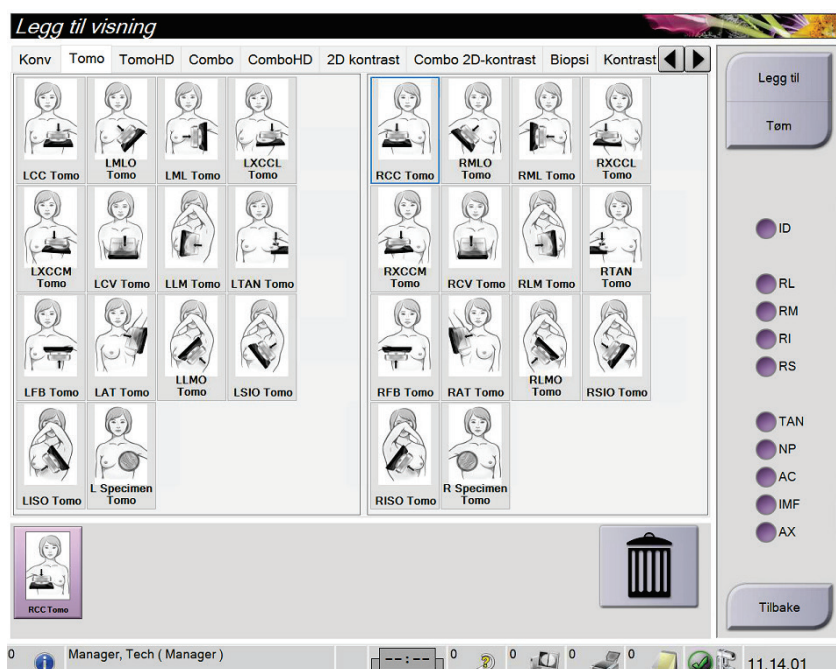 Legg til visning
Konv Tomo TomoHD Combo ComboHD 2D kontrast Combo 2D-kontrast Biopsi Kontrast
LCC Tomo
LMLO
Tomo
LML Tomo
LXCCL
Tomo
LXCCM
Tomo
LCV Tomo
LLM Tomo
LTAN Tomo
LFB Tomo
LAT Tomo
LLMO
Tomo
LSIO Tomo
LISO Tomo
L Specimen
Tomo
RCC Tomo
RMLO
Tomo
RML Tomo
RXCCL
Tomo
RXCCM
Tomo
RCV Tomo
RLM Tomo
RTAN
Tomo
RFB Tomo
RAT Tomo
RLMO
Tomo
RSIO Tomo
RISO Tomo
R Specimen
Tomo
Legg til
Tøm
ID
RL
RM
RI
RS
TAN
NP
AC
IMF
AX
Tilbake
RCC Tomo
0 Manager, Tech ( Manager ) --:-- 0 0 0 11.14.01